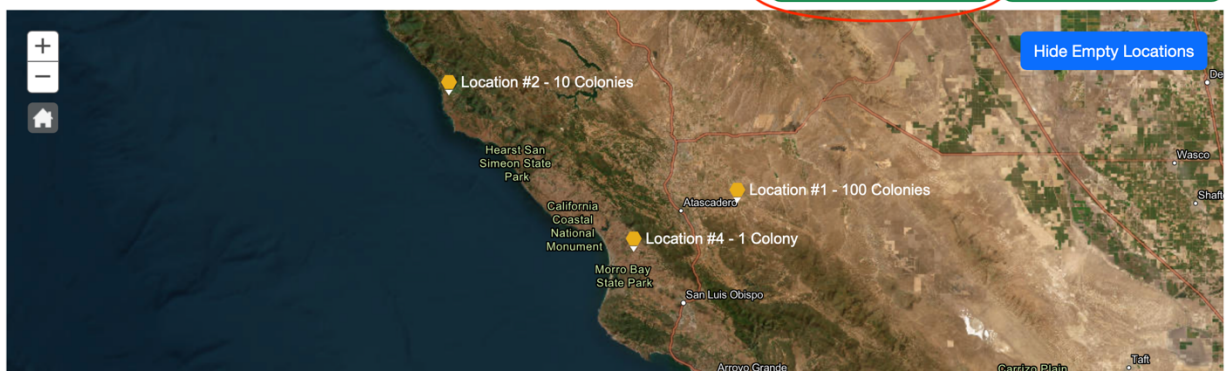 +
Hide Empty Locations
−
De
Location #2 - 10 Colonies
Hearst San
Simeon State
Park
Wasco
Location #1 - 100 Colonies
Shaft
Atascadero
California
Coastal
National
Monument
Location #4 - 1 Colony
Morro Bay
State Park
San Luis Obispo
Taft
Arroyo Grande
Carrizo Plain